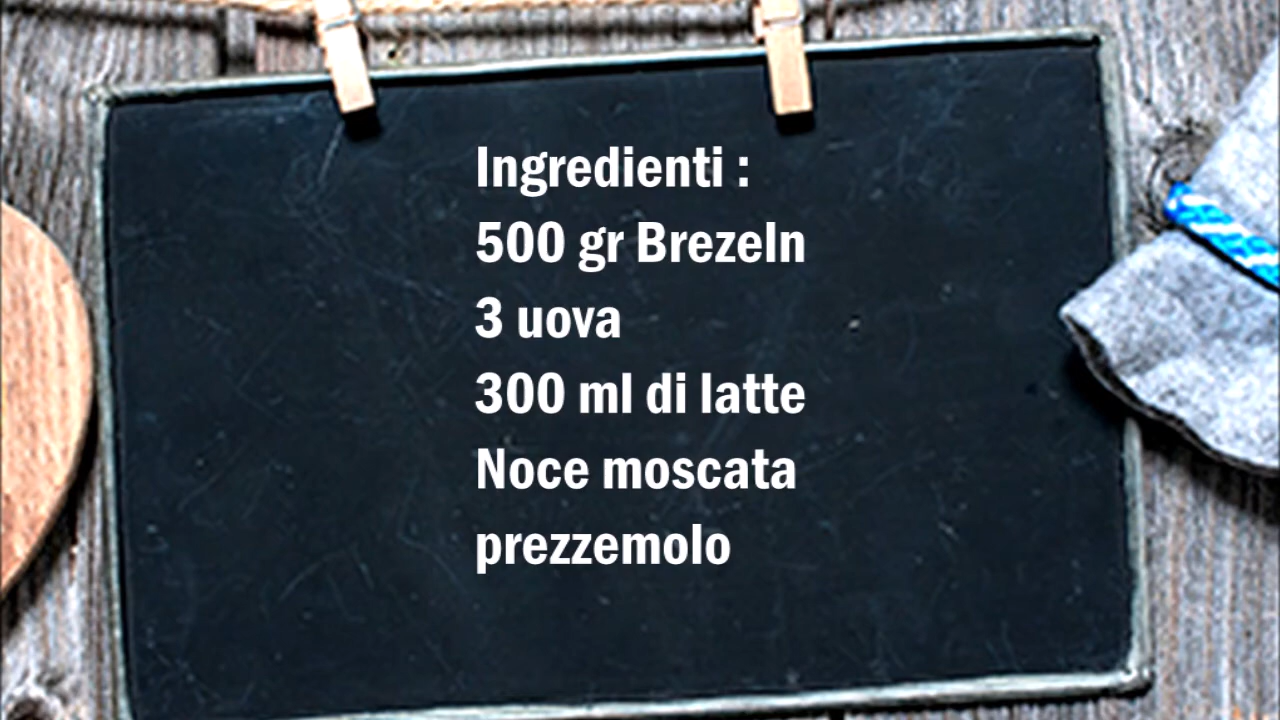 Ingredienti :
500 gr Brezeln
3 uova
300 ml di latte
Noce moscata
prezzemolo